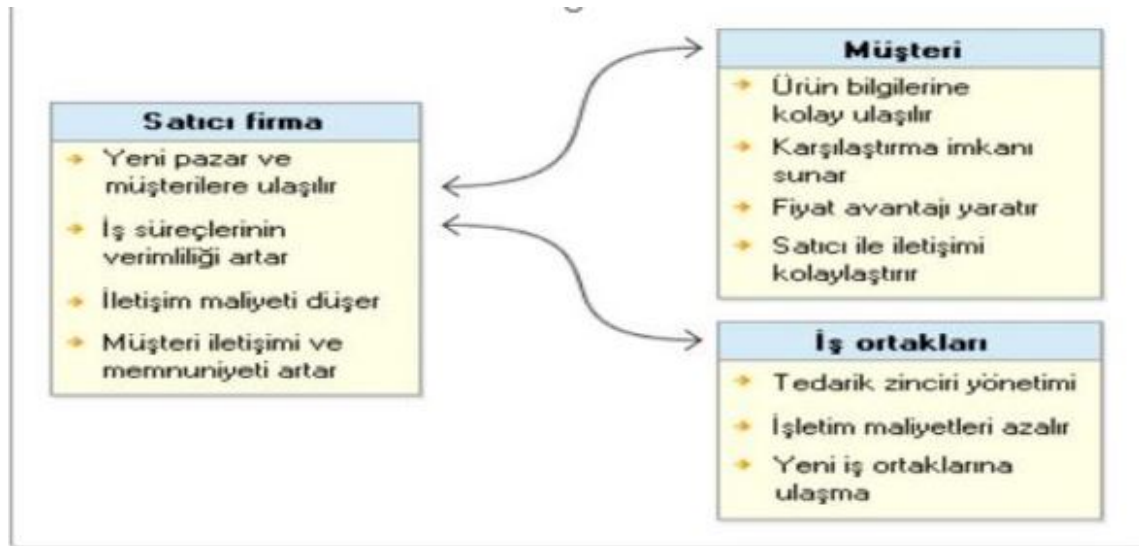 Satıcı firma
Yeni pazar ve
müşterilere ulaşılır
İş süreçlerinin
verimliliği artar
İletişim maliyeti düşer
Müşteri iletişimi ve
memnuniyeti artar
Müşteri
Ürün bilgilerine
kolay ulaşılır
Karşılaştırma imkanı
sunar
Fiyat avantajı yaratır
Satıcı ile iletişimi
kolaylaştırır
İş ortakları
Tedarik zinciri yönetimi
İşletim maliyetleri azalır
Yeni iş ortaklarına
ulaşma